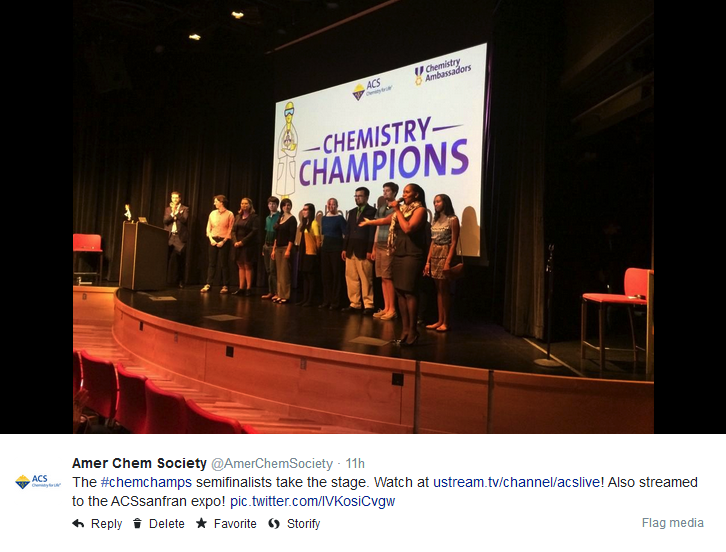 ACS
Chemistry for Life
Chemistry
Ambassadors
CHEMISTRY
CHAMPIONS
Amer Chem Society @AmerChemSociety · 11h
ACS
Chemistry for Life
The #chemchamps semifinalists take the stage. Watch at ustream.tv/channel/acslive! Also streamed
to the ACSsanfran expo! pic.twitter.com/lVKosiCvgw
Reply Delete Favorite Storify
Flag media